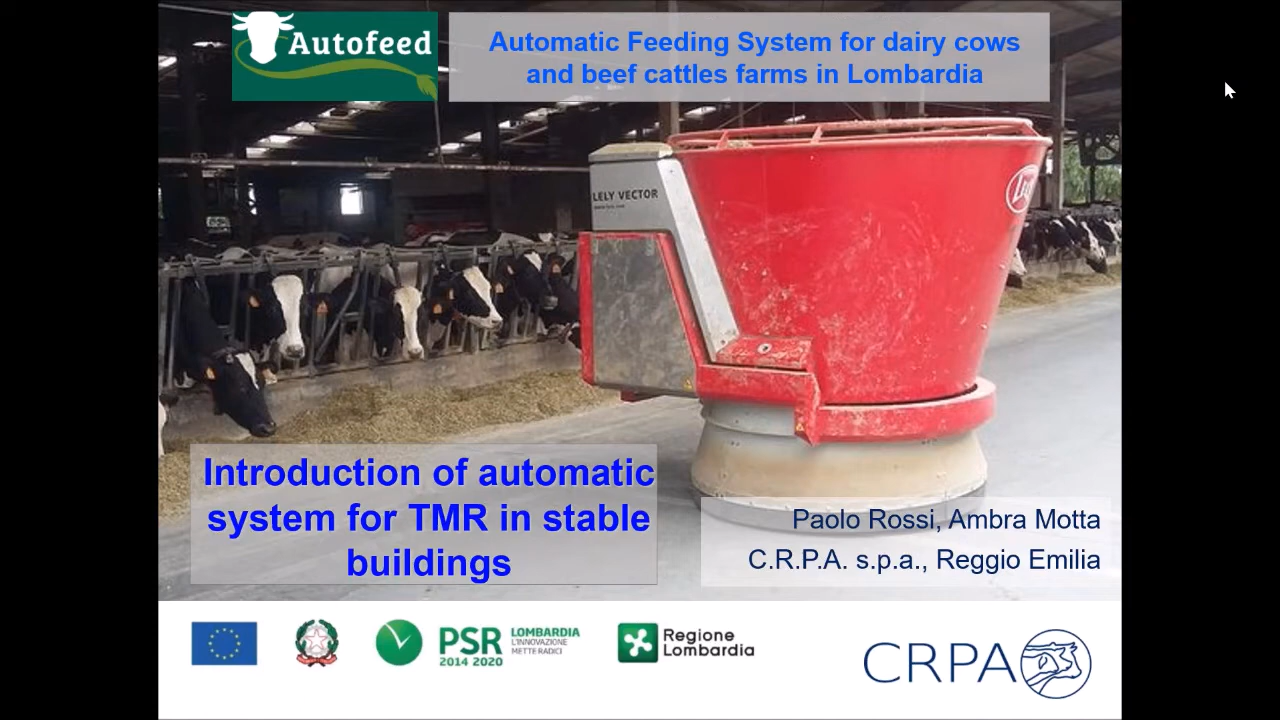 Autofeed
Automatic Feeding System for dairy cows
and beef cattles farms in Lombardia
LELY VECTOR
Introduction of automatic
system for TMR in stable
buildings
Paolo Rossi, Ambra Motta
C.R.P.A. s.p.a., Reggio Emilia
PSR
2014 2020
LOMBARDIA
L'INNOVAZIONE
METTE RADICI
Regione
Lombardia
CRPA